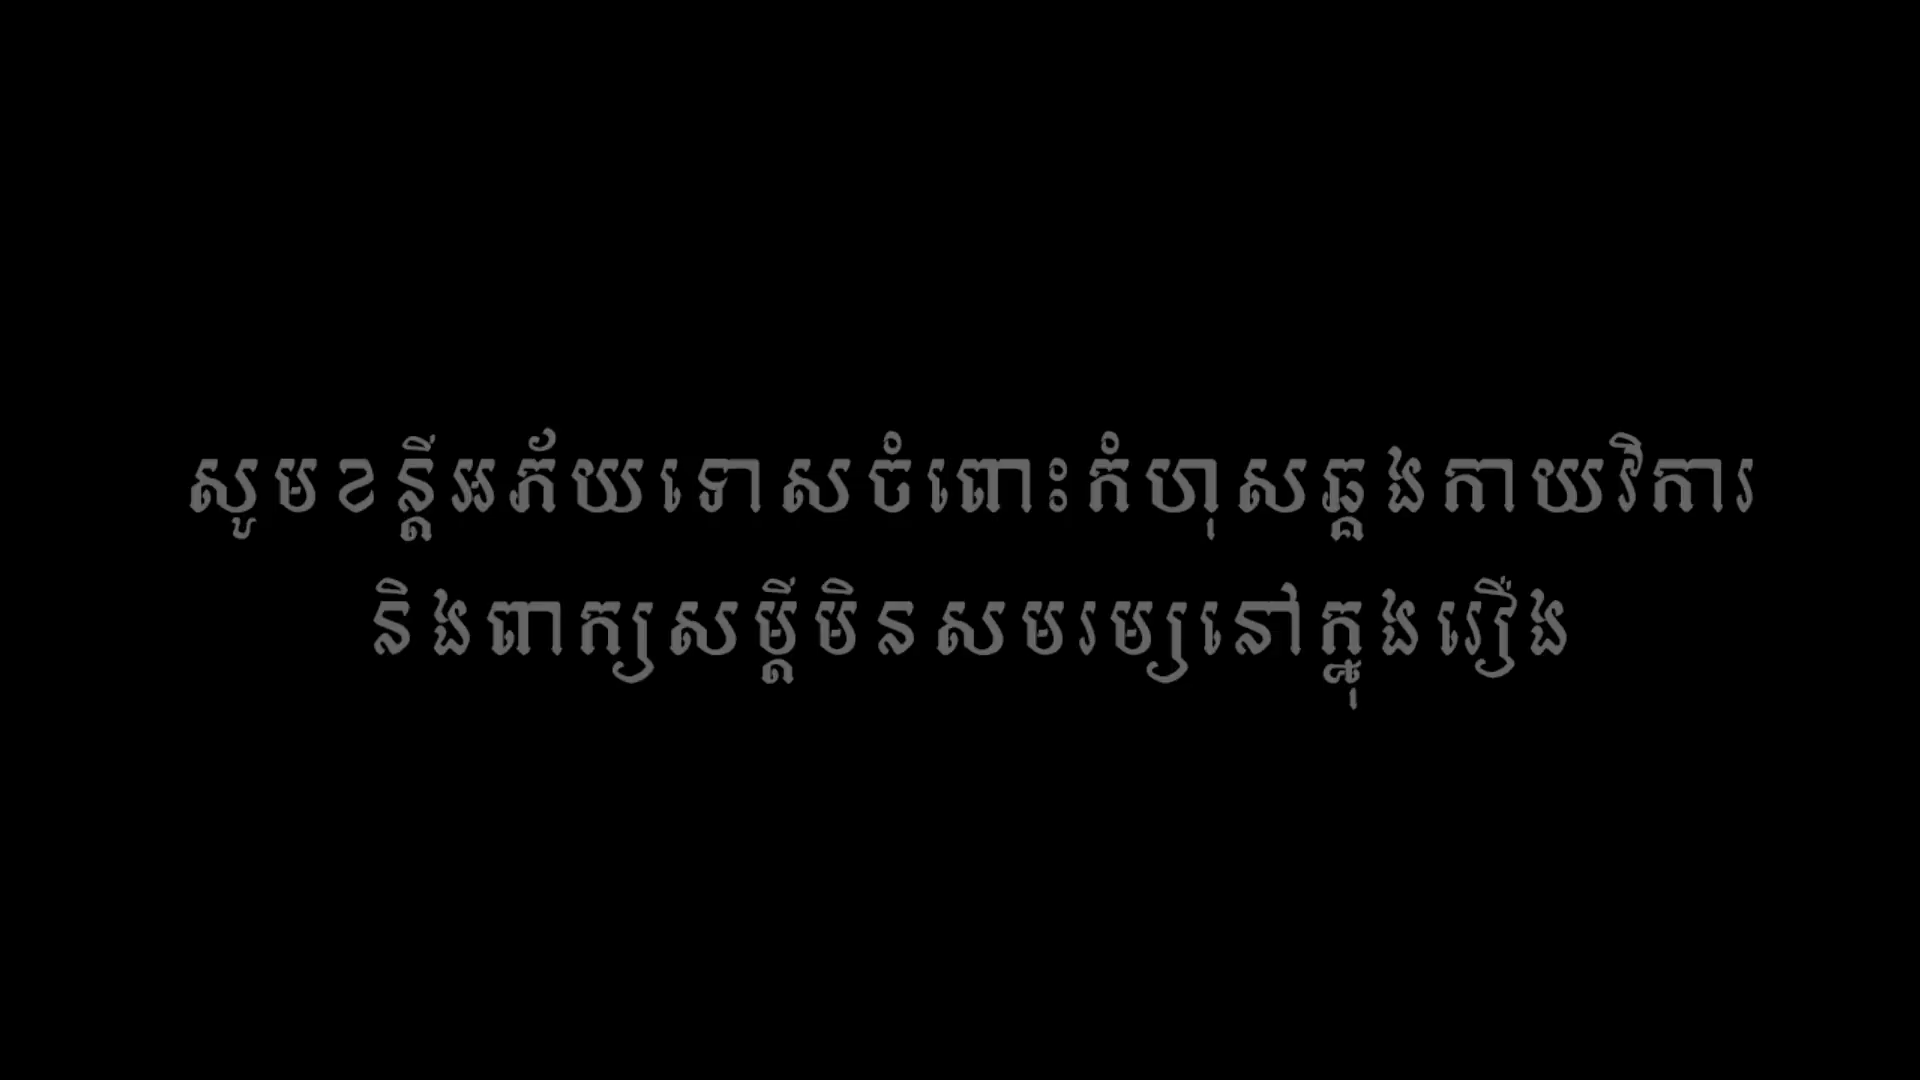 សូមខន្តីអភ័យទោសចំពោះកំហុសឆ្គងកាយវិការ
និងពាក្យសម្តីមិនសមរម្យនៅក្នុងរឿង